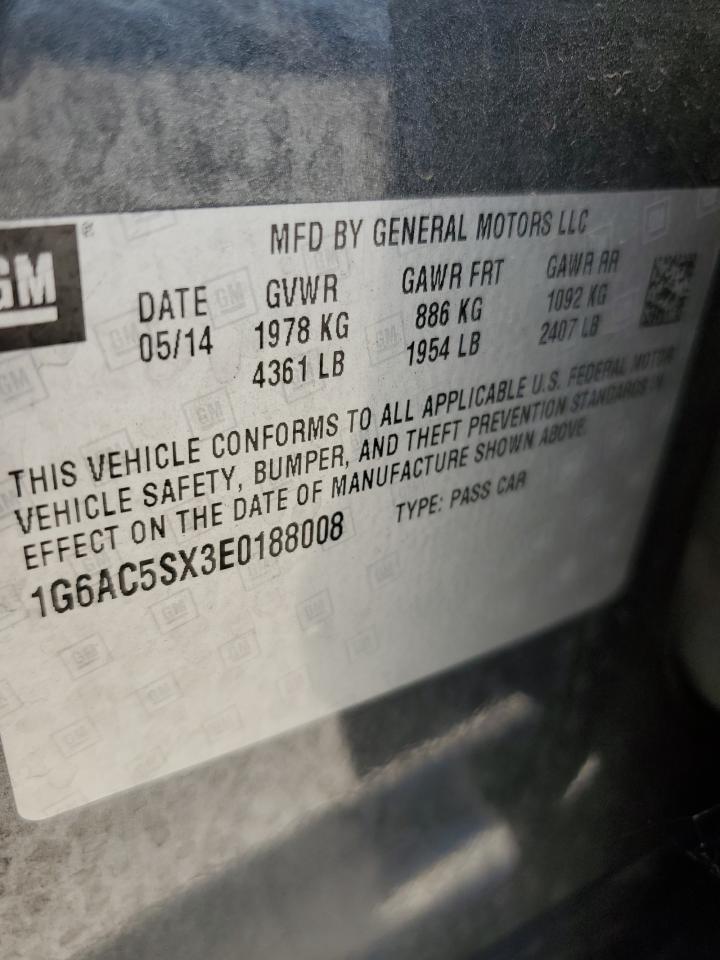 GM
MFD BY GENERAL MOTORS LLC
DATE GVWR GAWR FRT GAWR RR
05/14 1978 KG 886 KG 1092 KG
4361 LB 1954 LB 2407 LB
THIS VEHICLE CONFORMS TO ALL APPLICABLE U.S. FEDERAL MOTOR
VEHICLE SAFETY, BUMPER, AND THEFT PREVENTION STANDARDS IN
EFFECT ON THE DATE OF MANUFACTURE SHOWN ABOVE.
1G6AC5SX3E0188008 TYPE: PASS CAR